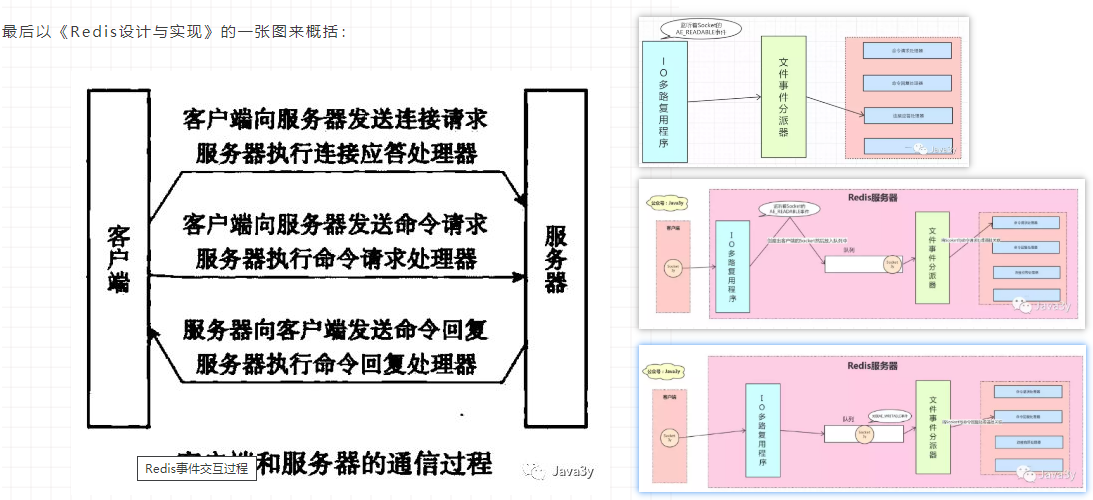 最后以《Redis设计与实现》的一张图来概括：
客户端向服务器发送连接请求
服务器执行连接应答处理器
客户端
客户端向服务器发送命令请求
服务器执行命令请求处理器
服务器
服务器向客户端发送命令回复
服务器执行命令回复处理器
和服务器的通信过程
Redis事件交互过程
Java3y
监听着Socket的
AE_READABLE事件
IO多路复用程序
文件事件分派器
命令请求处理器
命令回复处理器
连接应答处理器
Java3y
Redis服务器
公众号：Java3y
客户端
Socket
3y
IO多路复用程序
监听着Socket的
AE_READABLE事件
队列
Socket
3y
文件事件分派器
命令请求处理器
命令回复处理器
连接应答处理器
Java3y
Redis服务器
公众号：Java3y
客户端
Socket
3y
IO多路复用程序
队列
Socket
3y
文件事件分派器
命令请求处理器
命令回复处理器
连接应答处理器
Java3y